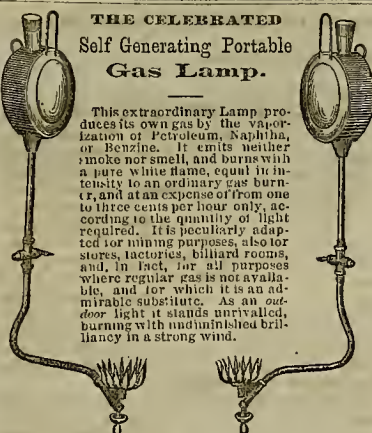 THE CELEBRATED
Self Generating Portable
Gas Lamp.
This extraordinary Lamp pro-
duces its own gas by the vapor-
ization of Petroleum, Naphtha,
or Benzine. It emits neither
smoke nor smell, and burns with
a pure white flame, equal in in-
tensity to an ordinary gas burn-
er, and at an expense of from one
to three cents per hour only, ac-
cording to the quantity of light
required. It is peculiarly adap-
ted for mining purposes, also for
stores, factories, billiard rooms,
and, in fact, for all purposes
where regular gas is not availa-
ble, and for which it is an ad-
mirable substitute. As an out-
door light it stands unrivalled,
burning with undiminished bril-
liancy in a strong wind.